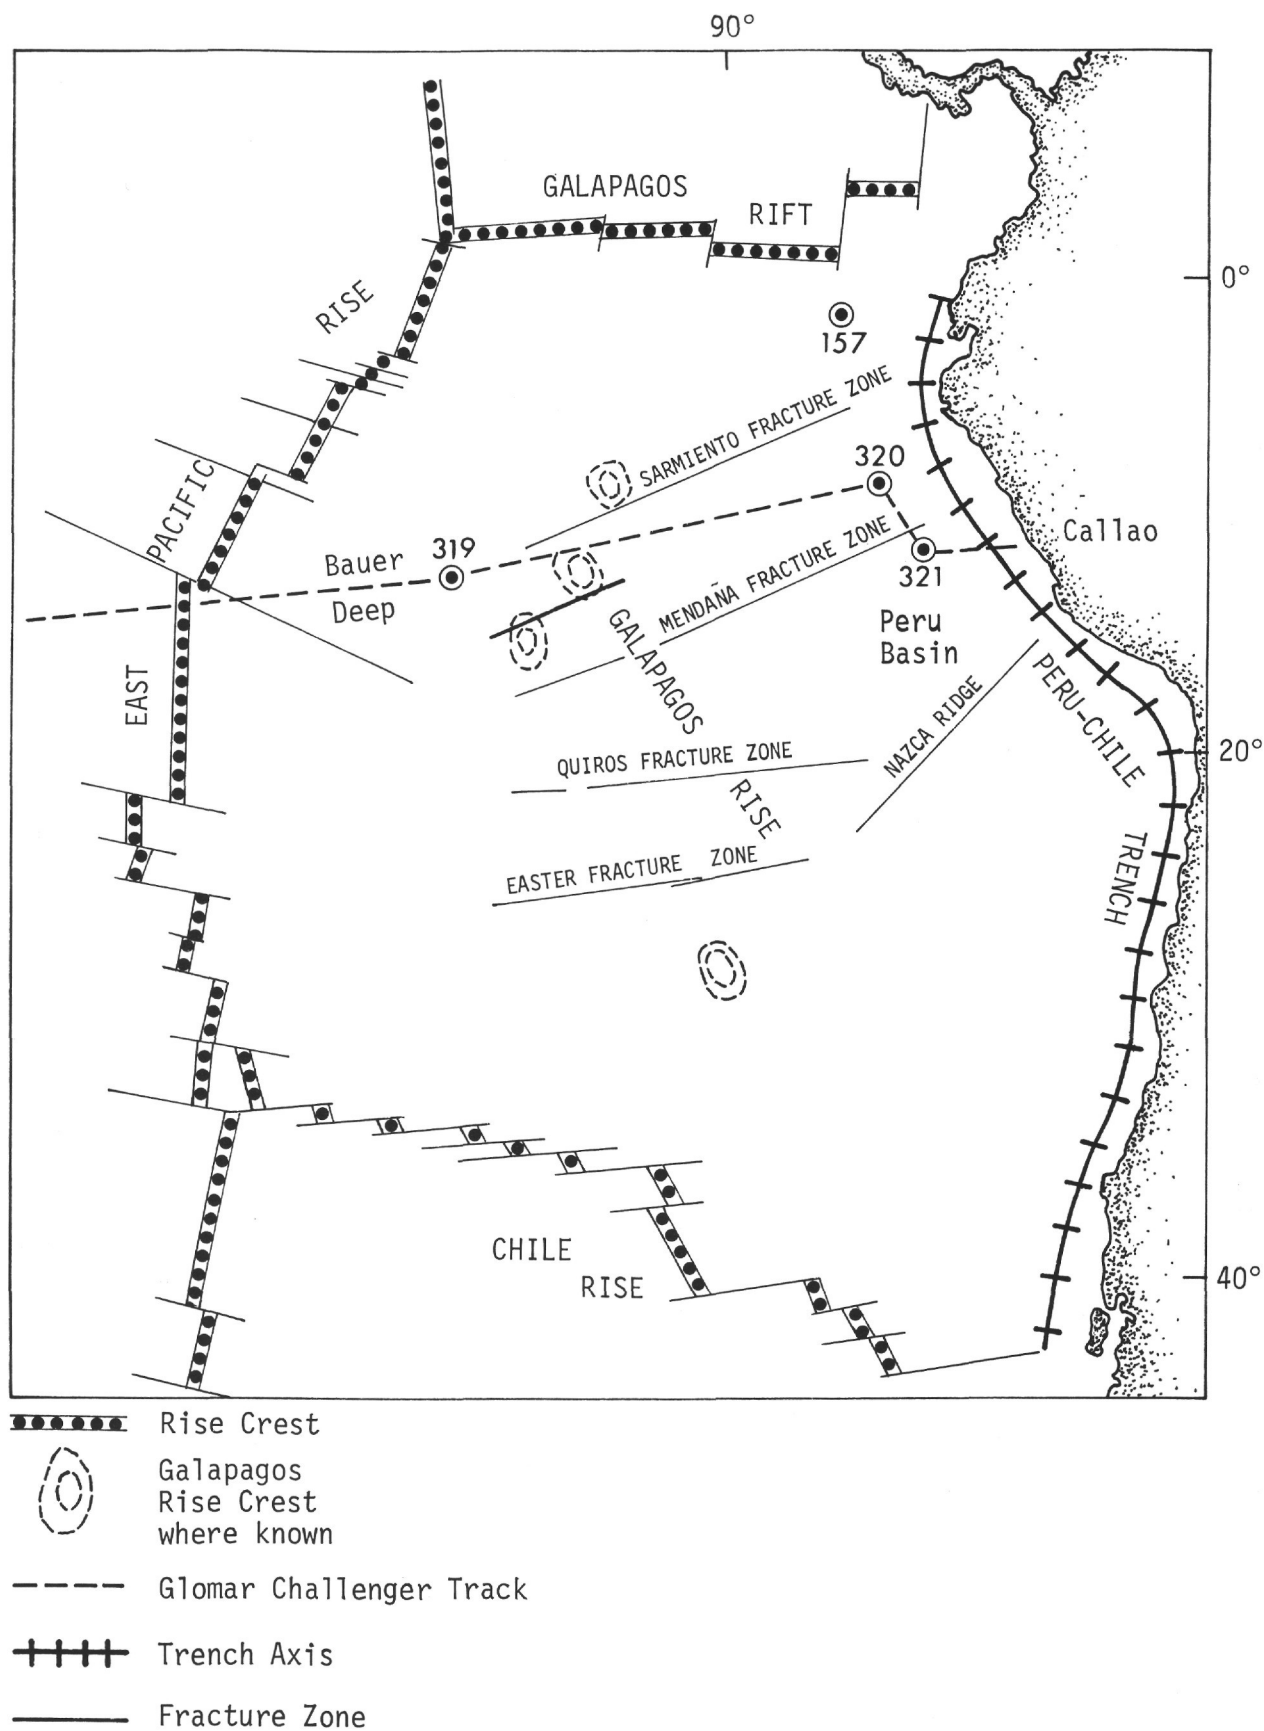 90°
GALAPAGOS
RIFT
0°
RISE
157
SARMIENTO FRACTURE ZONE
320
PACIFIC
Callao
Bauer
319
MENDAÑA FRACTURE ZONE
321
Deep
GALAPAGOS
Peru
Basin
EAST
PERU-CHILE
NAZCA RIDGE
20°
QUIROS FRACTURE ZONE
RISE
TRENCH
EASTER FRACTURE ZONE
CHILE
RISE
40°
Rise Crest
Galapagos
Rise Crest
where known
Glomar Challenger Track
Trench Axis
Fracture Zone